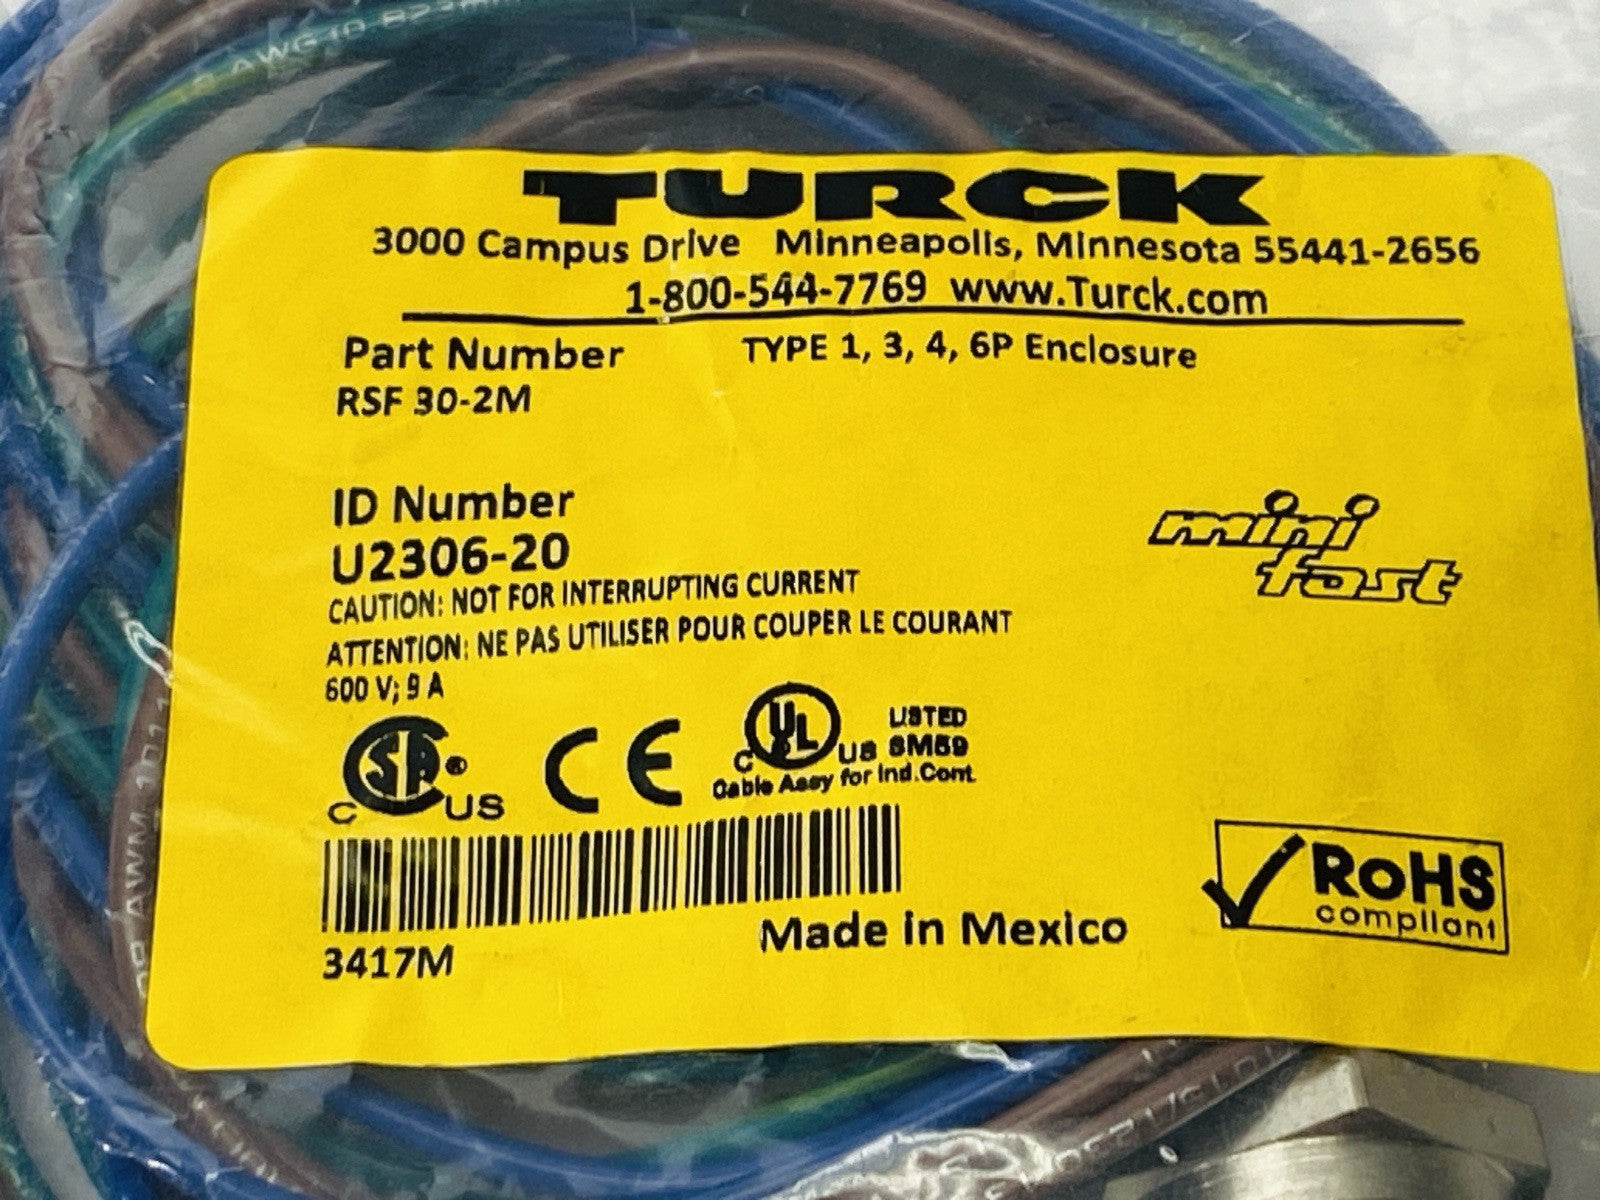 TURCK
3000 Campus Drive Minneapolis, Minnesota 55441-2656
1-800-544-7769 www.Turck.com
Part Number TYPE 1, 3, 4, 6P Enclosure
RSF 30-2M
ID Number
U2306-20
CAUTION: NOT FOR INTERRUPTING CURRENT
ATTENTION: NE PAS UTILISER POUR COUPER LE COURANT
600 V; 9 A
mini
fast
C SA ® US
CE
C UL US LISTED
Cable Assy for Ind.Cont.
RoHS
compliant
3417M
Made in Mexico
AWG
AWM